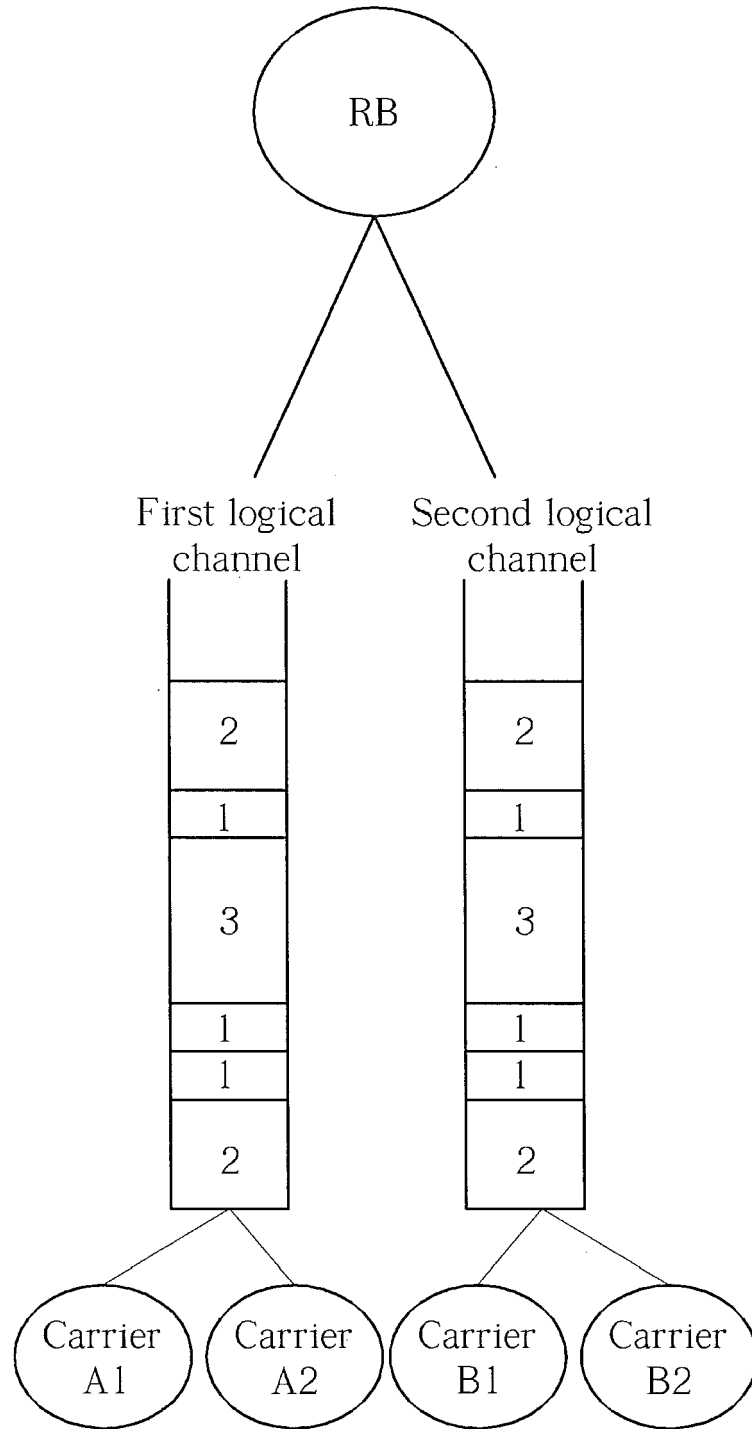 RB
First logical
channel
Second logical
channel
2
1
3
1
1
2
2
1
3
1
1
2
Carrier
A1
Carrier
A2
Carrier
B1
Carrier
B2